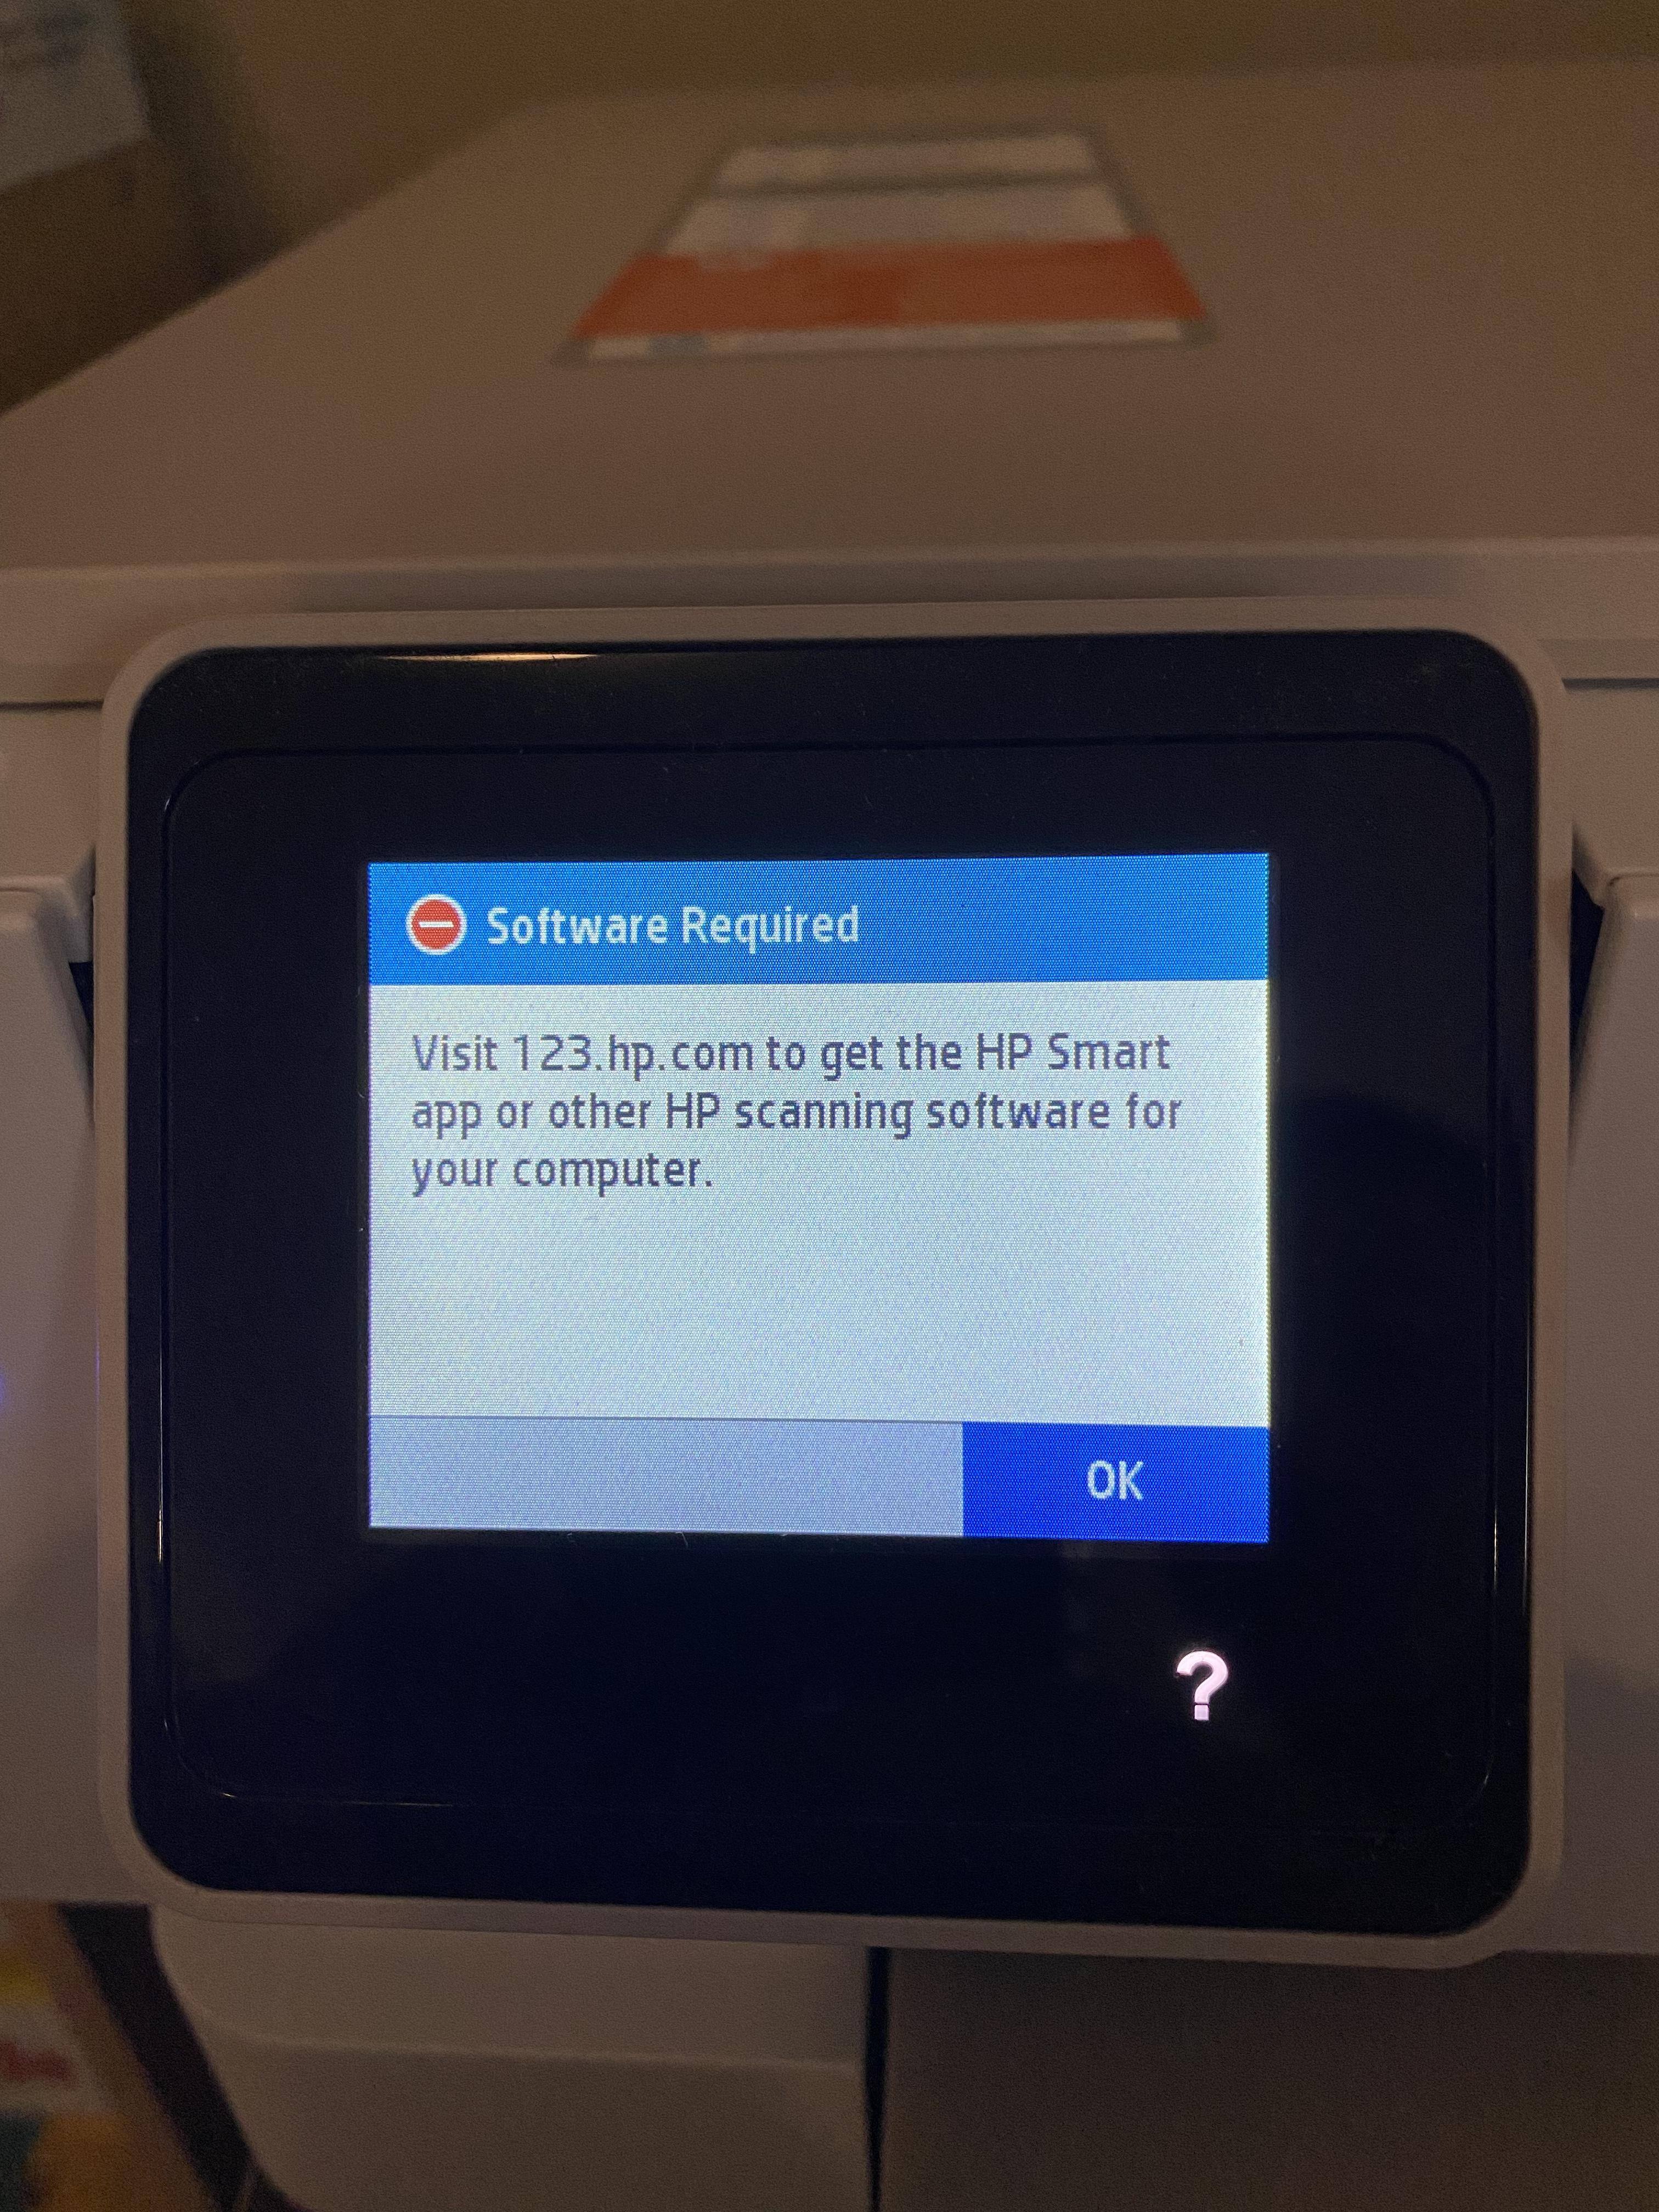 Software Required
Visit 123.hp.com to get the HP Smart
app or other HP scanning software for
your computer.
OK
?